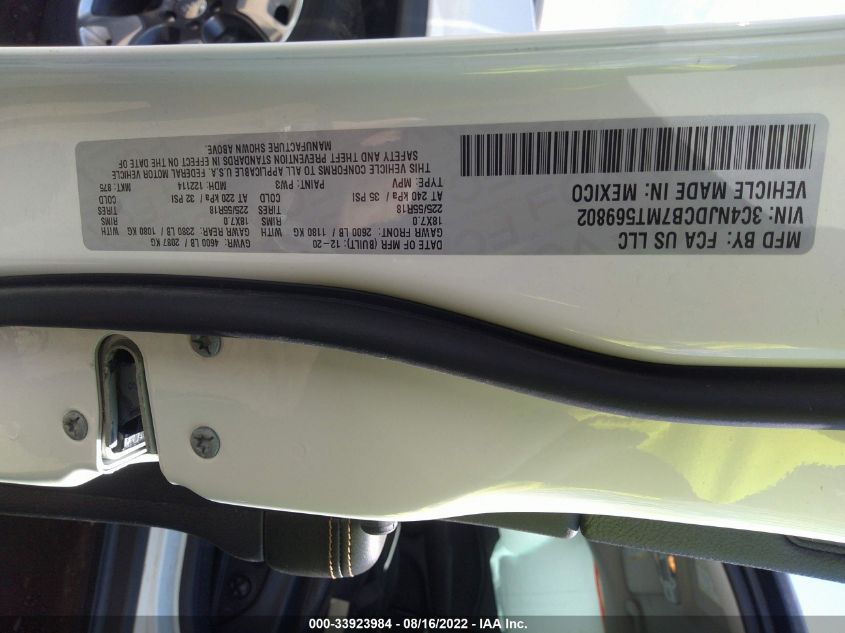 MFD BY: FCA US LLC
VIN: 3C4NJDCB7MT569802
VEHICLE MADE IN: MEXICO
DATE OF MFR (BUILT): 12-20
GVWR: 4600 LB 2087 KG
GAWR FRONT: 2600 LB 1180 KG WITH
GAWR REAR: 2380 LB 1080 KG WITH
18X7.0 RIMS
18X7.0 RIMS
225/55R18 TIRES
225/55R18 TIRES
AT 240 kPa / 35 PSI COLD
AT 220 kPa / 32 PSI COLD
TYPE: MPV PAINT: PW3 MDH: 122114 MKT: 875
THIS VEHICLE CONFORMS TO ALL APPLICABLE U.S.A. FEDERAL MOTOR VEHICLE
SAFETY AND THEFT PREVENTION STANDARDS IN EFFECT ON THE DATE OF
MANUFACTURE SHOWN ABOVE.
000-33923984 - 08/16/2022 - IAA Inc.